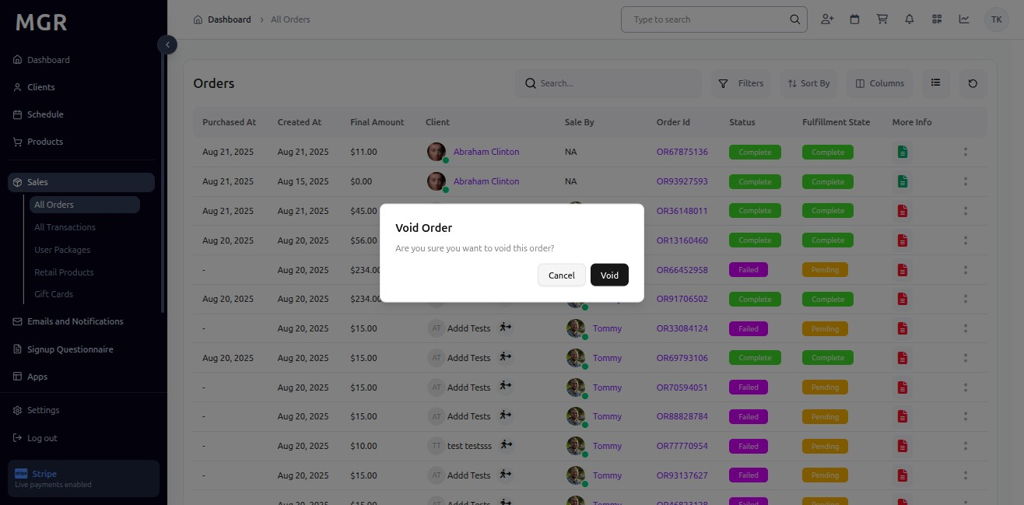 MGR
Dashboard > All Orders
Type to search
TK
Dashboard
Clients
Schedule
Products
Sales
All Orders
All Transactions
User Packages
Retail Products
Gift Cards
Emails and Notifications
Signup Questionnaire
Apps
Settings
Log out
Stripe
Live payments enabled
Orders
Search...
Filters
Sort By
Columns
Purchased At Created At Final Amount Client Sale By Order Id Status Fulfillment State More Info
Aug 21, 2025 Aug 21, 2025 $11.00 Abraham Clinton NA OR67875136 Complete Complete
Aug 21, 2025 Aug 15, 2025 $0.00 Abraham Clinton NA OR93927593 Complete Complete
Aug 21, 2025 Aug 21, 2025 $45.00 OR36148011 Complete Complete
Aug 20, 2025 Aug 20, 2025 $56.00 OR13160460 Complete Complete
- Aug 20, 2025 $234.00 OR66452958 Failed Pending
Aug 20, 2025 Aug 20, 2025 $234.00 OR91706502 Complete Complete
- Aug 20, 2025 $15.00 AT Addd Tests Tommy OR33084124 Failed Pending
Aug 20, 2025 Aug 20, 2025 $15.00 AT Addd Tests Tommy OR69793106 Complete Complete
- Aug 20, 2025 $15.00 AT Addd Tests Tommy OR70594051 Failed Pending
- Aug 20, 2025 $15.00 AT Addd Tests Tommy OR88828784 Failed Pending
- Aug 20, 2025 $10.00 TT test testsss Tommy OR77770954 Failed Pending
- Aug 20, 2025 $15.00 AT Addd Tests Tommy OR93137627 Failed Pending
Void Order
Are you sure you want to void this order?
Cancel
Void